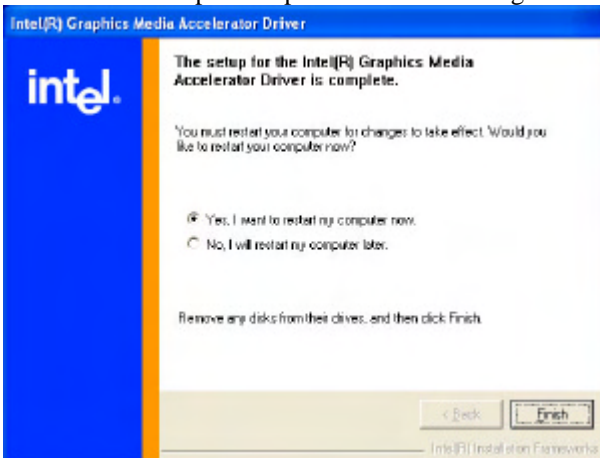 Intel(R) Graphics Media Accelerator Driver
intel.
The setup for the Intel(R) Graphics Media
Accelerator Driver is complete.
You must restart your computer for changes to take effect. Would you
like to restart your computer now?
Yes, I want to restart my computer now.
No, I will restart my computer later.
Remove any disks from their drives, and then click Finish.
< Back
Finish
Intel(R) Installation Frameworks